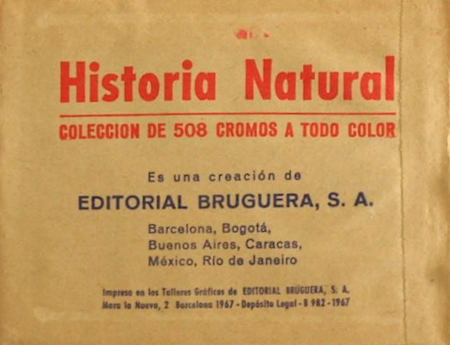 Historia Natural
COLECCION DE 508 CROMOS A TODO COLOR
Es una creación de
EDITORIAL BRUGUERA, S. A.
Barcelona, Bogotá,
Buenos Aires, Caracas,
México, Río de Janeiro
Impreso en los Talleres Gráficos de EDITORIAL BRUGUERA, S. A.
Mora la Nueva, 2 Barcelona 1967 - Depósito Legal - B 982 - 1967